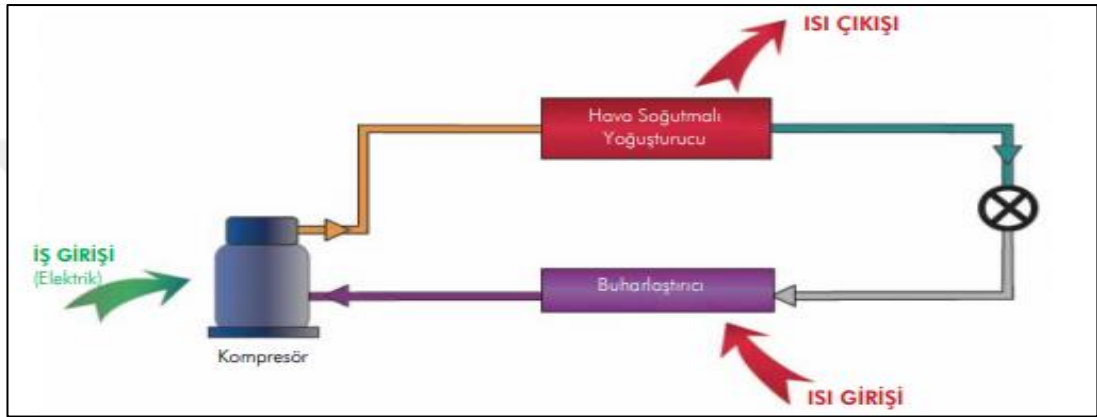 ISI ÇIKIŞI
Hava Soğutmalı
Yoğuşturucu
İŞ GİRİŞİ
(Elektrik)
Buharlaştırıcı
Kompresör
ISI GİRİŞİ